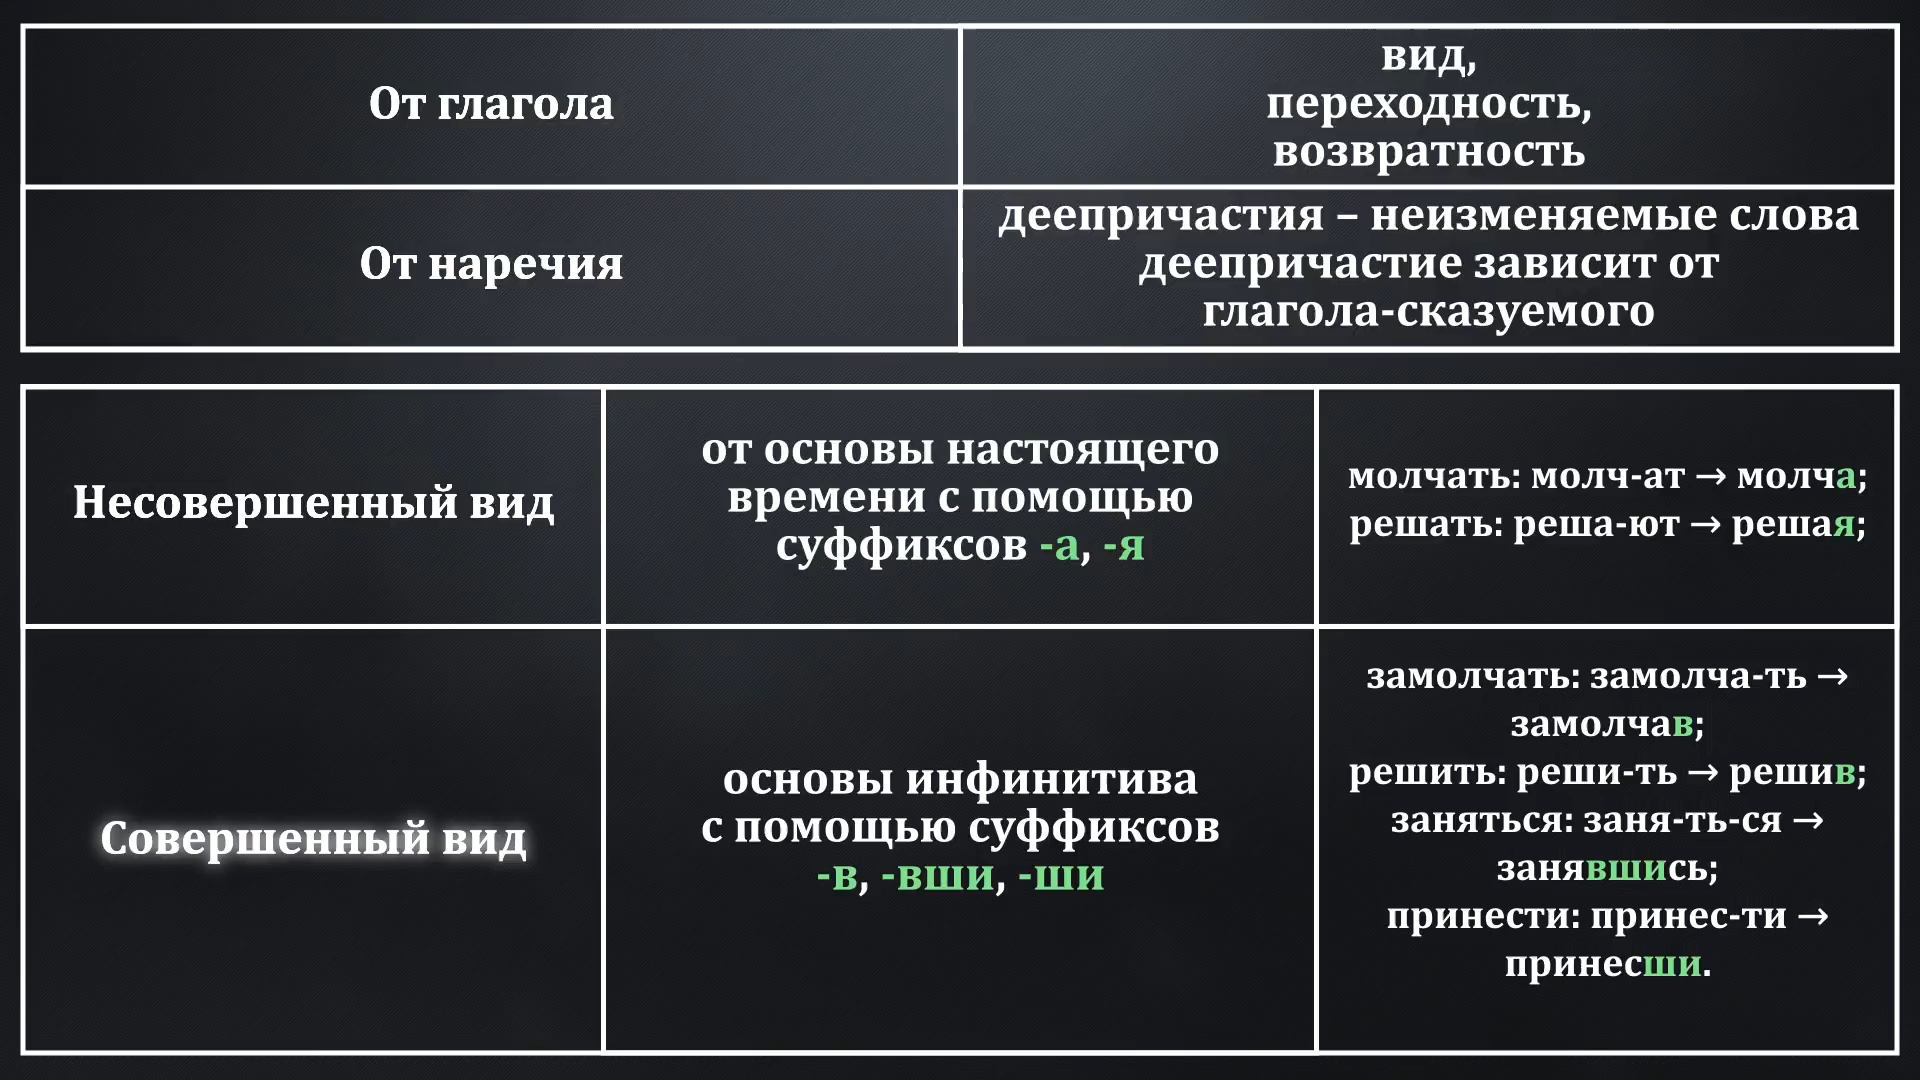 От глагола
вид,
переходность,
возвратность
От наречия
деепричастия – неизменяемые слова
деепричастие зависит от
глагола-сказуемого
Несовершенный вид
от основы настоящего
времени с помощью
суффиксов -а, -я
молчать: молч-ат → молча;
решать: реша-ют → решая;
Совершенный вид
основы инфинитива
с помощью суффиксов
-в, -вши, -ши
замолчать: замолча-ть →
замолчав;
решить: реши-ть → решив;
заняться: заня-ть-ся →
занявшись;
принести: принес-ти →
принесши.